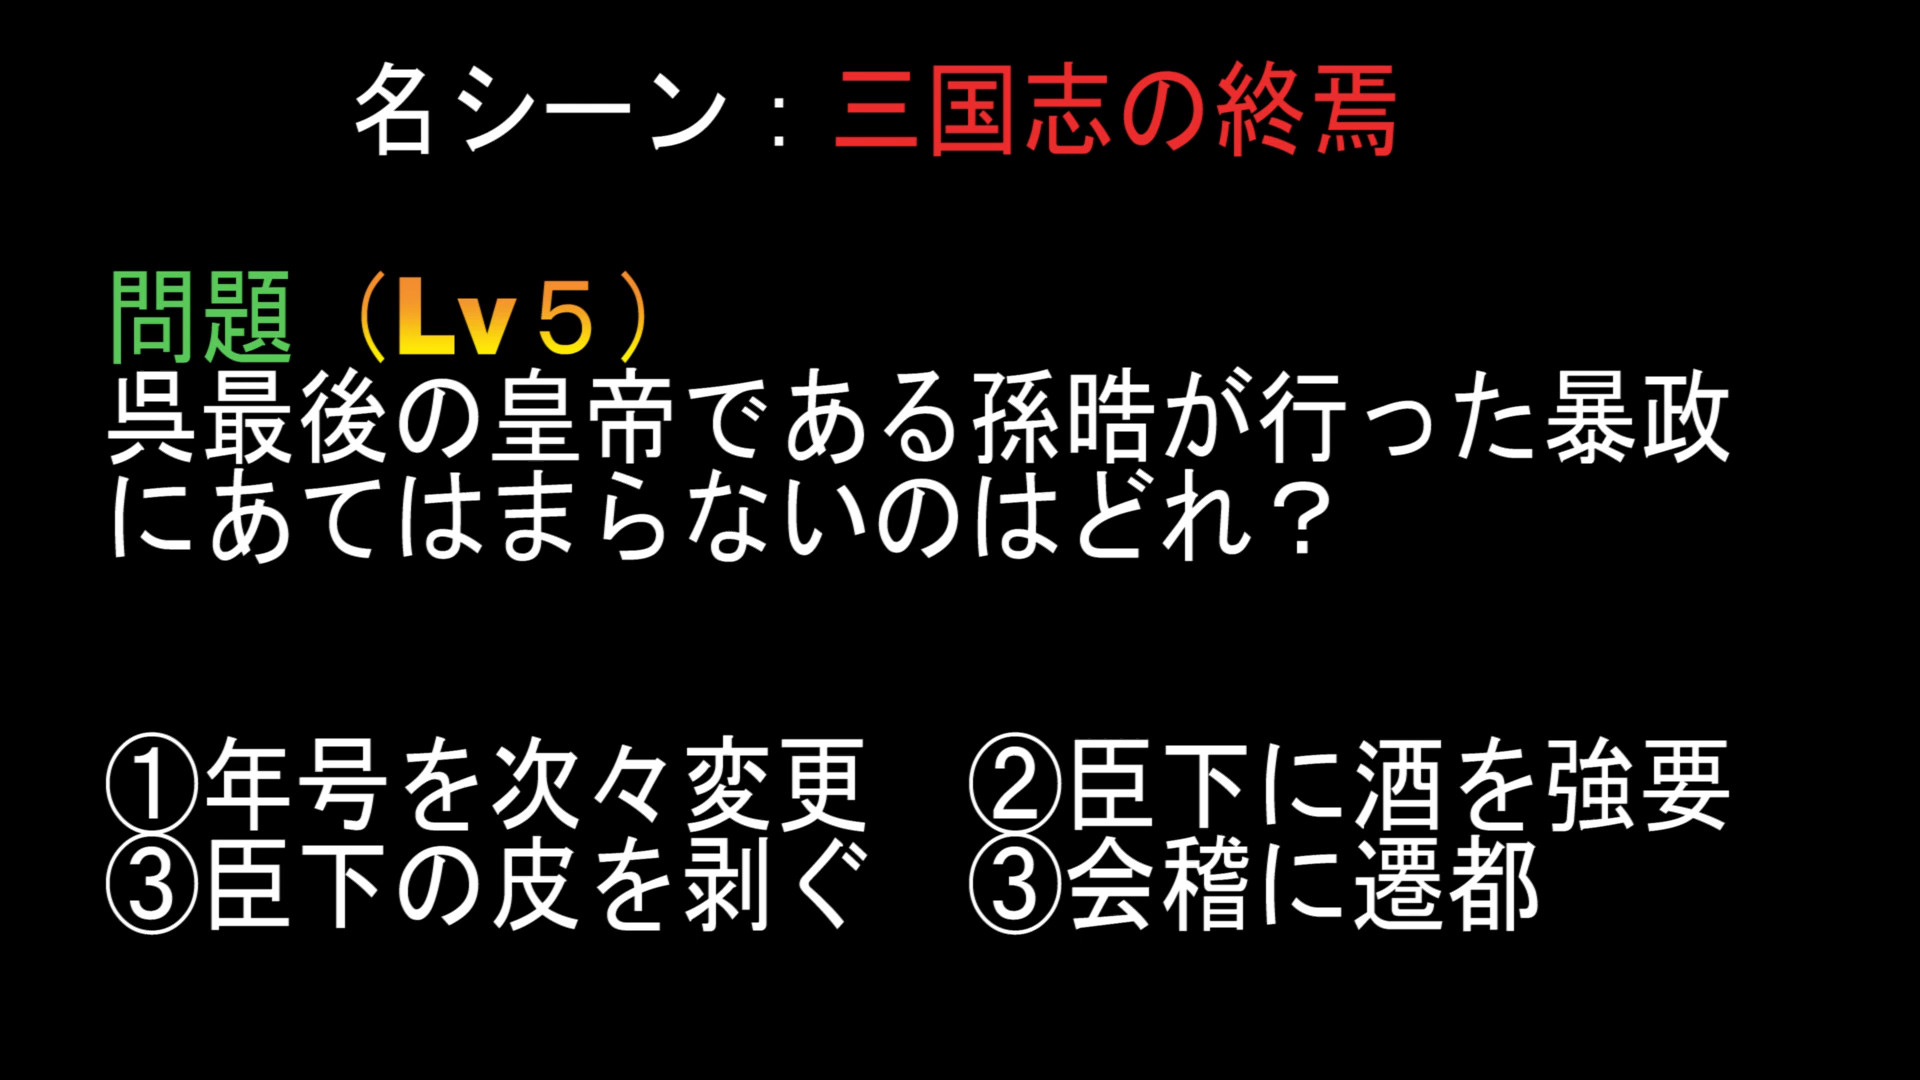 名シーン：三国志の終焉
問題（Lv５）
呉最後の皇帝である孫晧が行った暴政
にあてはまらないのはどれ？
①年号を次々変更　②臣下に酒を強要
③臣下の皮を剥ぐ　③会稽に遷都